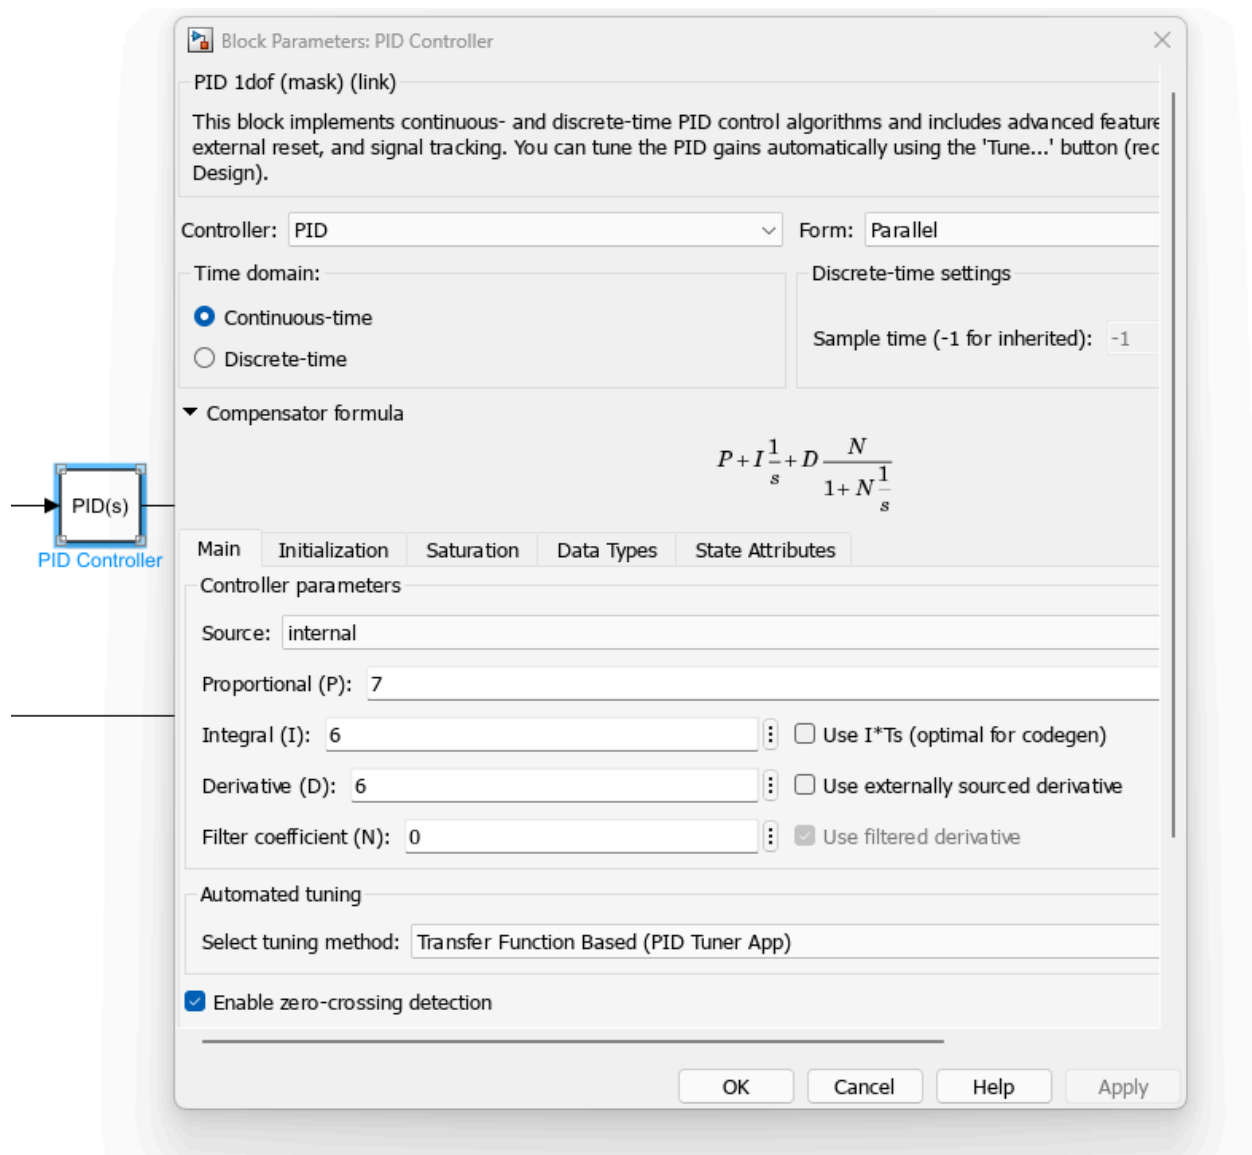 Block Parameters: PID Controller
PID 1dof (mask) (link)
This block implements continuous- and discrete-time PID control algorithms and includes advanced feature
external reset, and signal tracking. You can tune the PID gains automatically using the 'Tune...' button (rec
Design).
Controller: PID Form: Parallel
Time domain: Discrete-time settings
Continuous-time
Sample time (-1 for inherited): -1
Discrete-time
Compensator formula
P + I 1/s + D N/(1 + N 1/s)
PID(s)
PID Controller
Main Initialization Saturation Data Types State Attributes
Controller parameters
Source: internal
Proportional (P): 7
Integral (I): 6 Use I*Ts (optimal for codegen)
Derivative (D): 6 Use externally sourced derivative
Filter coefficient (N): 0 Use filtered derivative
Automated tuning
Select tuning method: Transfer Function Based (PID Tuner App)
Enable zero-crossing detection
OK Cancel Help Apply